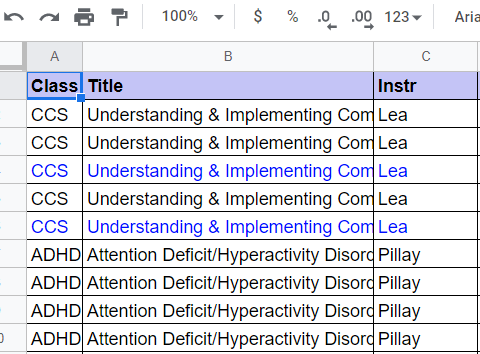 100% $ % .0 .00 123 Aria
A B C
Class Title Instr
CCS Understanding & Implementing Com Lea
CCS Understanding & Implementing Com Lea
CCS Understanding & Implementing Com Lea
CCS Understanding & Implementing Com Lea
CCS Understanding & Implementing Com Lea
ADHD Attention Deficit/Hyperactivity Disord Pillay
ADHD Attention Deficit/Hyperactivity Disord Pillay
ADHD Attention Deficit/Hyperactivity Disord Pillay
0 ADHD Attention Deficit/Hyperactivity Disord Pillay